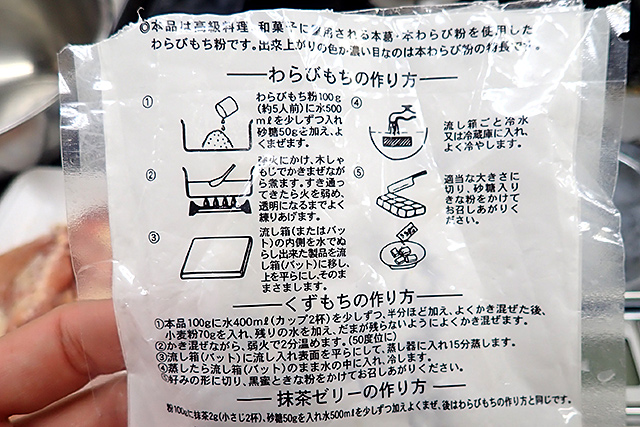 ◎本品は高級料理、和菓子に使用される本葛・本わらび粉を使用した
わらびもち粉です。出来上がりの色が濃い目なのは本わらび粉の特長です。
わらびもちの作り方
① わらびもち粉100g
(約5人前)に水500
mlを少しずつ入れ
砂糖50gを加え、よ
くまぜます。
② 強火にかけ、木しゃ
もじでかきまぜなが
ら煮ます。すき通っ
てきたら火を弱め、
透明になるまでよく
練りあげます。
③ 流し箱(またはバッ
ト)の内側を水でぬ
らし出来た製品を流
し箱(バット)に移し、
上を平らにし、そのま
まさまします。
④ 流し箱ごと冷水
又は冷蔵庫に入れ、
よく冷やします。
⑤ 適当な大きさに
切り、砂糖入り
きな粉をかけて
お召しあがりく
ださい。
くずもちの作り方
①本品100gに水400ml(カップ2杯)を少しずつ、半分ほど加え、よくかき混ぜた後、
小麦粉70gを入れ、残りの水を加え、だまが残らないようによくかき混ぜます。
②かき混ぜながら、弱火で2分温めます。(50度位に)
③流し箱(バット)に流し入れ表面を平らにして、蒸し器に入れ15分蒸します。
④蒸したら流し箱(バット)のまま水の中に入れ、冷します。
⑤好みの形に切り、黒蜜ときな粉をかけてお召しあがりください。
抹茶ゼリーの作り方
粉100gに抹茶2g(小さじ2杯)、砂糖50gを入れ水500mlを少しずつ加えよくまぜ、後はわらびもちの作り方と同じです。